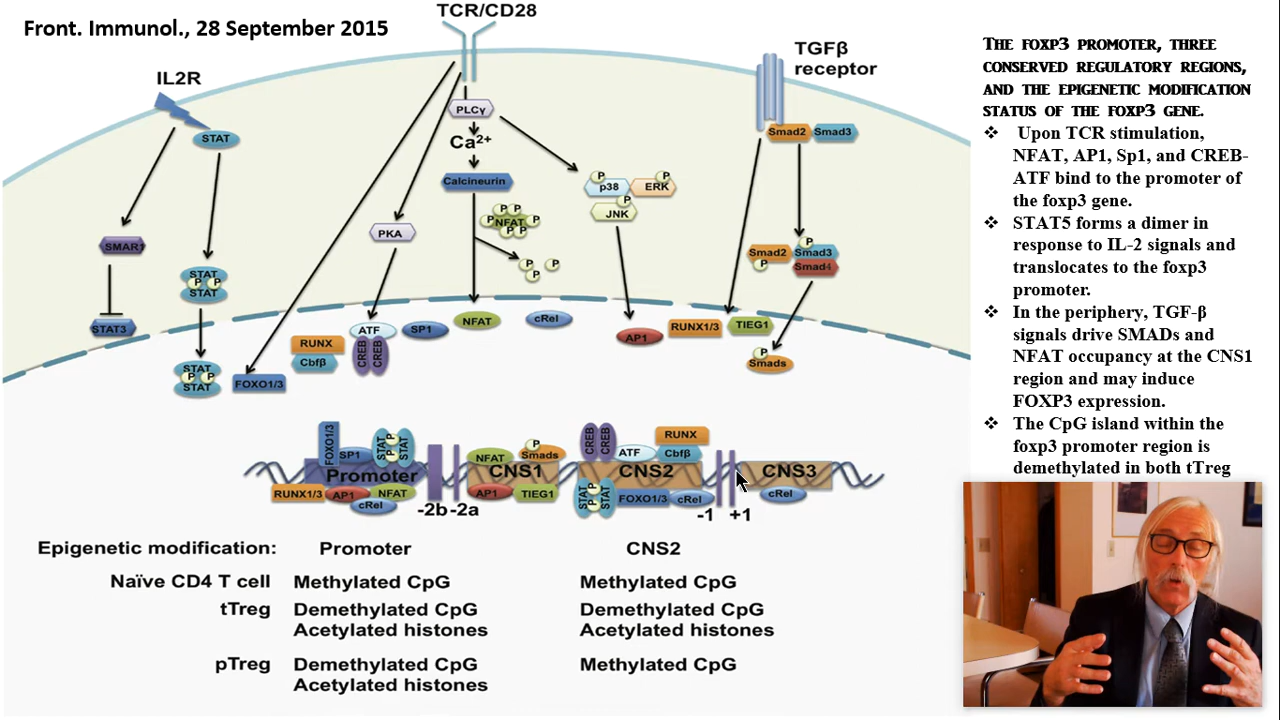 Front. Immunol., 28 September 2015
TCR/CD28
IL2R
TGFβ
receptor
PLCγ
STAT
Smad2 Smad3
Ca²⁺
Calcineurin
P P
p38 ERK
P
JNK
P P
P NFAT P
P P
PKA
SMAR1
P
Smad2 Smad3
P Smad4
P P
P P
STAT
P P
STAT
STAT3
ATF
SP1
NFAT
cRel
AP1
RUNX1/3
TIEG1
RUNX
Cbfβ
CREB CREB
P
Smads
STAT
P P
STAT
FOXO1/3
FOXO1/3
SP1
STAT P P STAT
NFAT
P
Smads
CREB CREB
ATF
RUNX
Cbfβ
Promoter
CNS1
CNS2
CNS3
RUNX1/3
AP1
NFAT
cRel
AP1
TIEG1
STAT P P STAT
FOXO1/3
cRel
cRel
-2b -2a
-1 +1
Epigenetic modification: Promoter CNS2
Naïve CD4 T cell Methylated CpG Methylated CpG
tTreg Demethylated CpG Demethylated CpG
Acetylated histones Acetylated histones
pTreg Demethylated CpG Methylated CpG
Acetylated histones
The foxp3 promoter, three
conserved regulatory regions,
and the epigenetic modification
status of the foxp3 gene.
❖ Upon TCR stimulation,
NFAT, AP1, Sp1, and CREB-
ATF bind to the promoter of
the foxp3 gene.
❖ STAT5 forms a dimer in
response to IL-2 signals and
translocates to the foxp3
promoter.
❖ In the periphery, TGF-β
signals drive SMADs and
NFAT occupancy at the CNS1
region and may induce
FOXP3 expression.
❖ The CpG island within the
foxp3 promoter region is
demethylated in both tTreg